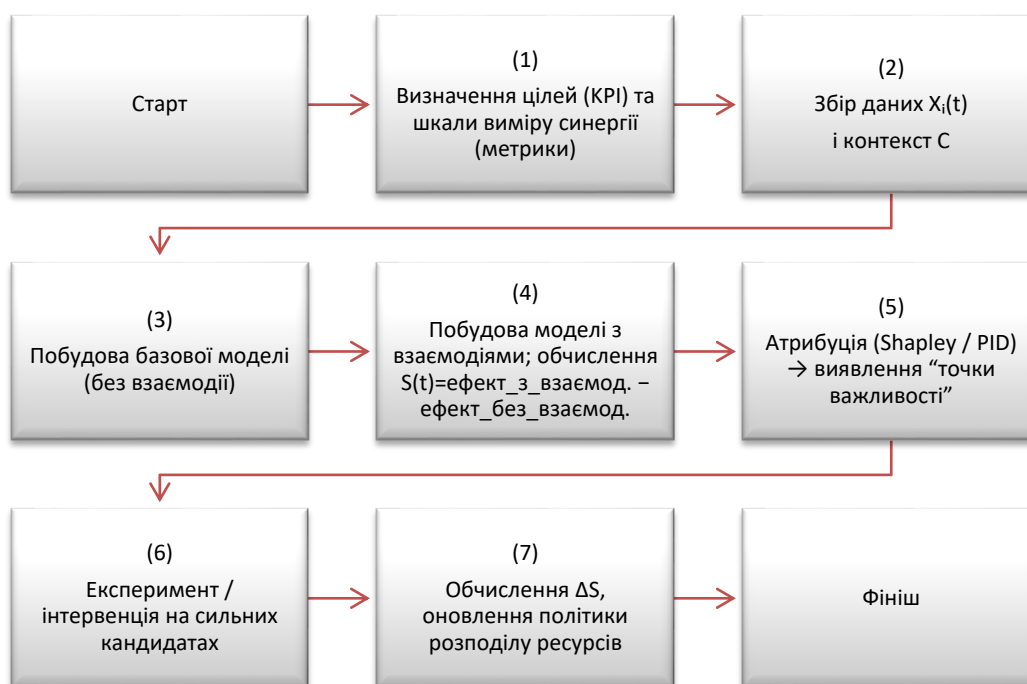 Старт
(1)
Визначення цілей (KPI) та
шкали виміру синергії
(метрики)
(2)
Збір даних Xᵢ(t)
і контекст C
(3)
Побудова базової моделі
(без взаємодії)
(4)
Побудова моделі з
взаємодіями; обчислення
S(t)=ефект_з_взаємод. −
ефект_без_взаємод.
(5)
Атрибуція (Shapley / PID)
→ виявлення “точки
важливості”
(6)
Експеримент /
інтервенція на сильних
кандидатах
(7)
Обчислення ΔS,
оновлення політики
розподілу ресурсів
Фініш